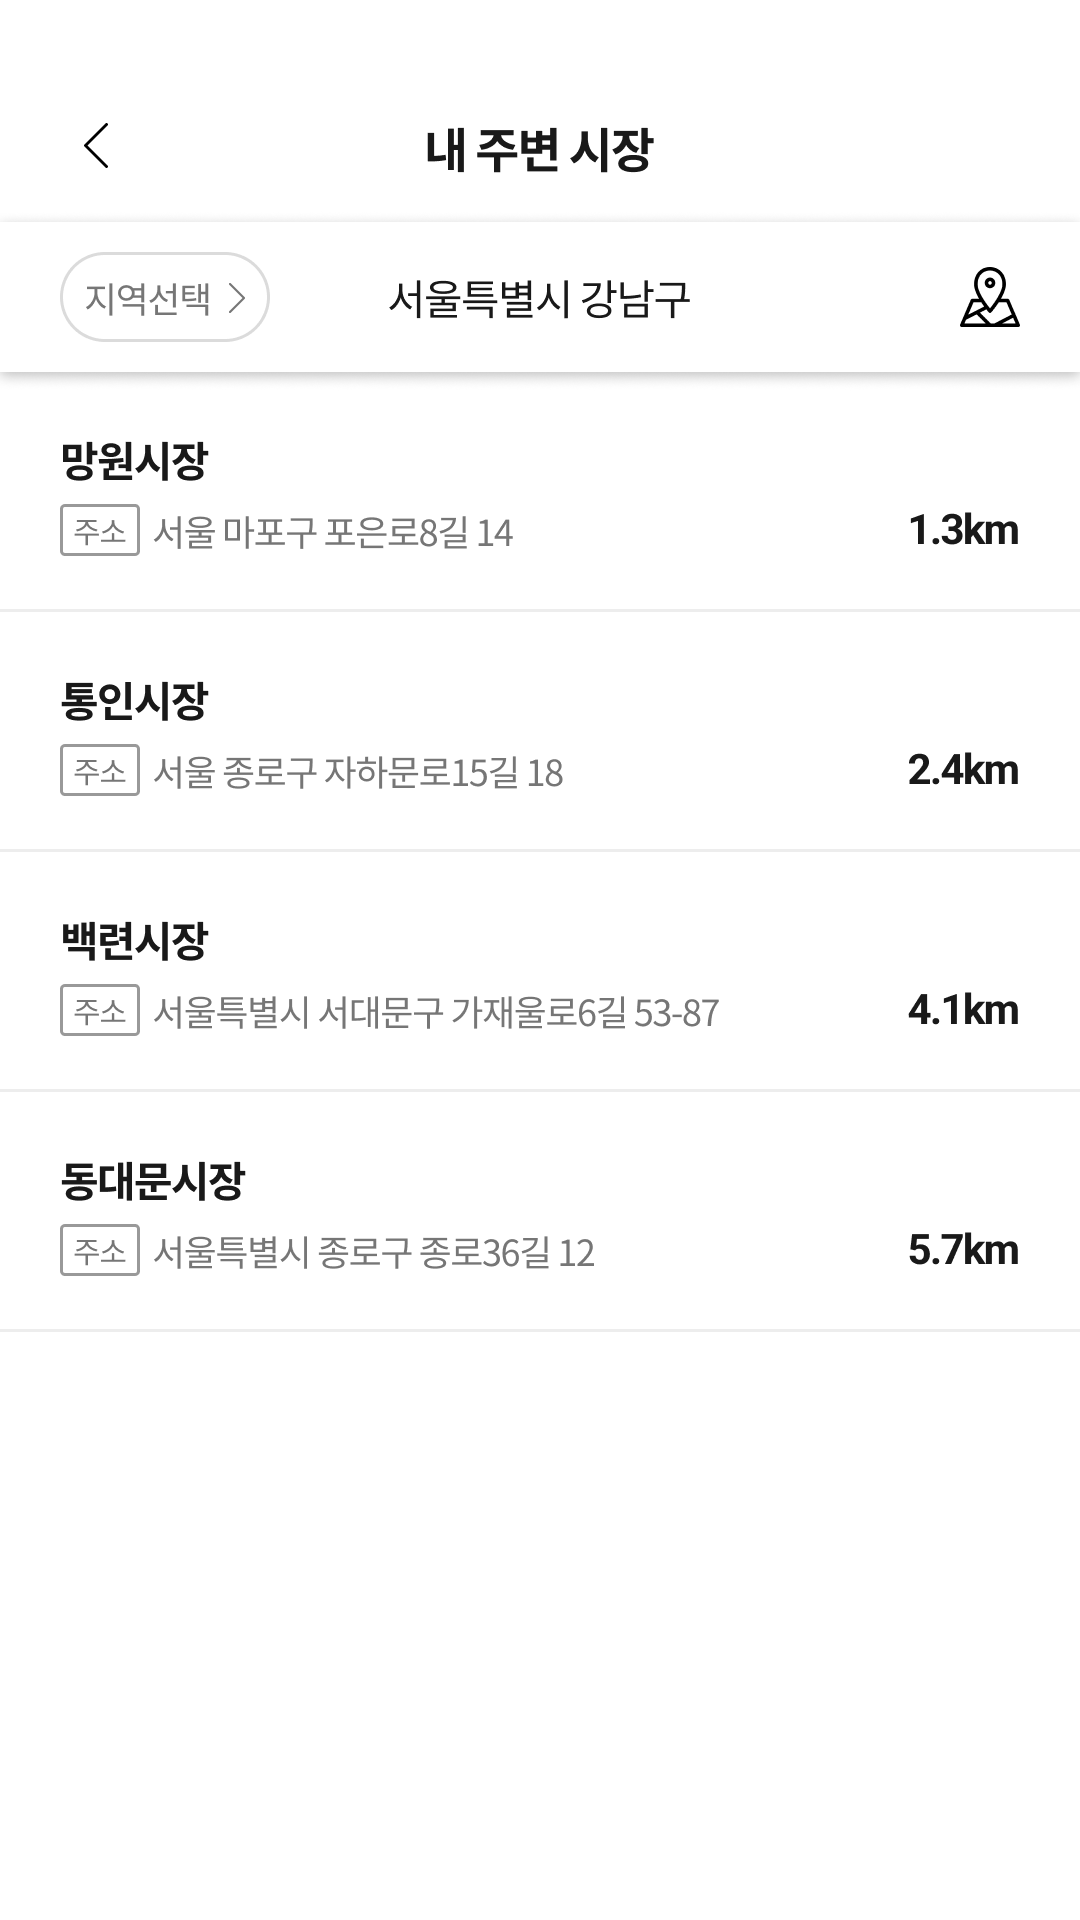 내 주변 시장
지역선택 서울특별시 강남구
망원시장
주소 서울 마포구 포은로8길 14 1.3km
통인시장
주소 서울 종로구 자하문로15길 18 2.4km
백련시장
주소 서울특별시 서대문구 가재울로6길 53-87 4.1km
동대문시장
주소 서울특별시 종로구 종로36길 12 5.7km